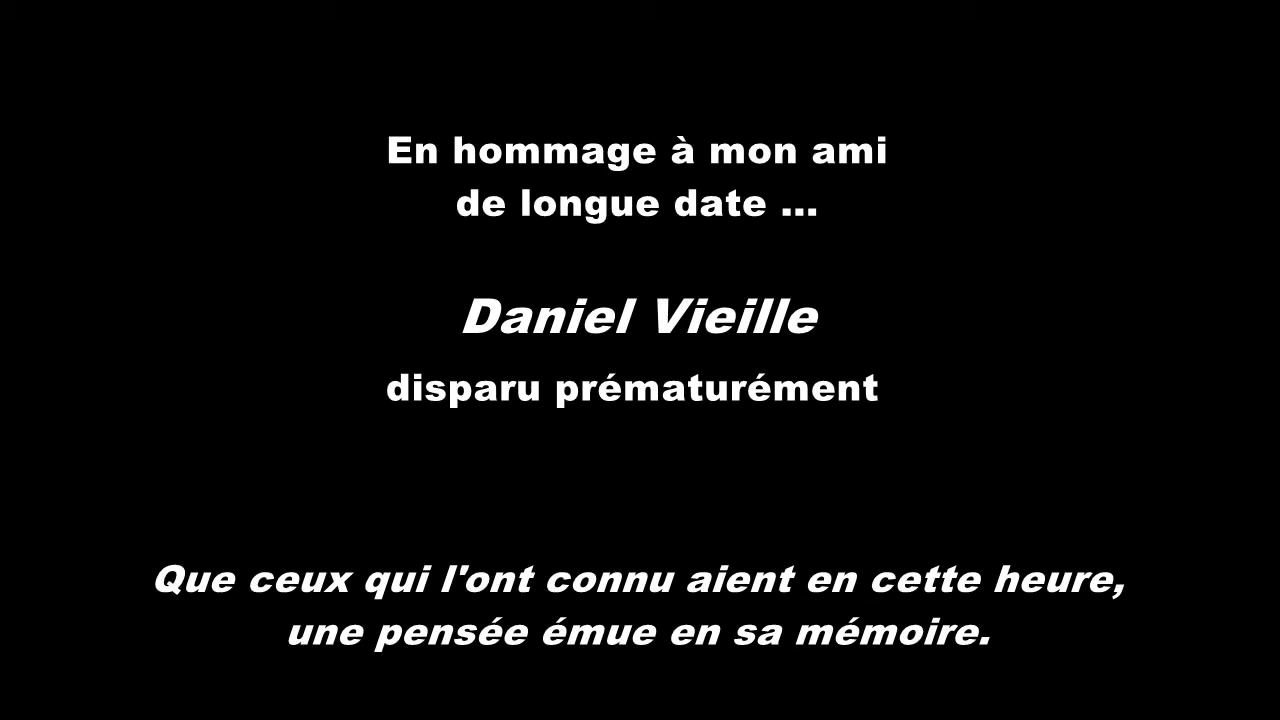 En hommage à mon ami
de longue date ...
Daniel Vieille
disparu prématurément
Que ceux qui l'ont connu aient en cette heure,
une pensée émue en sa mémoire.